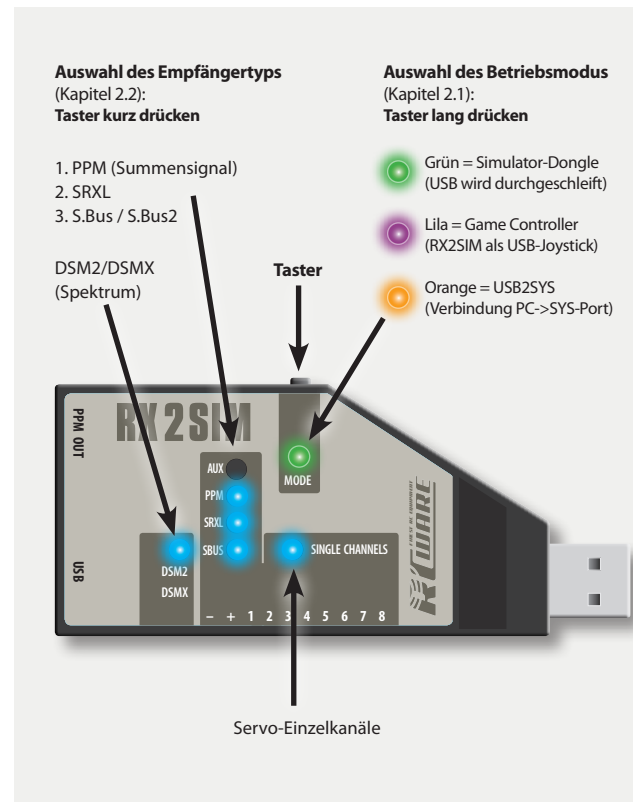 Auswahl des Empfängertyps
(Kapitel 2.2):
Taster kurz drücken
1. PPM (Summensignal)
2. SRXL
3. S.Bus / S.Bus2
DSM2/DSMX
(Spektrum)
Auswahl des Betriebsmodus
(Kapitel 2.1):
Taster lang drücken
Grün = Simulator-Dongle
(USB wird durchgeschleift)
Lila = Game Controller
(RX2SIM als USB-Joystick)
Orange = USB2SYS
(Verbindung PC->SYS-Port)
Taster
PPM OUT
USB
RX2SIM
AUX
PPM
SRXL
SBUS
MODE
DSM2
DSMX
SINGLE CHANNELS
- + 1 2 3 4 5 6 7 8
RCWARE
Servo-Einzelkanäle